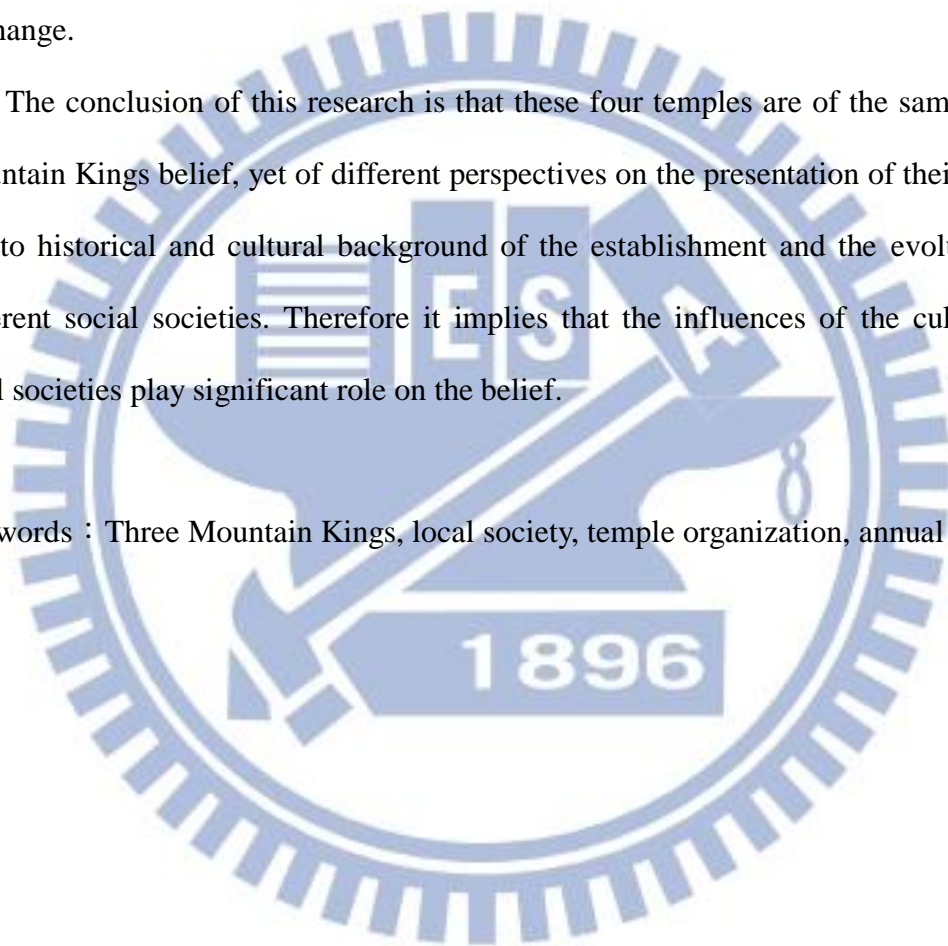 hange.
The conclusion of this research is that these four temples are of the sam
untain Kings belief, yet of different perspectives on the presentation of thei
to historical and cultural background of the establishment and the evolu
erent social societies. Therefore it implies that the influences of the cul
l societies play significant role on the belief.
words：Three Mountain Kings, local society, temple organization, annual
E S A
1896